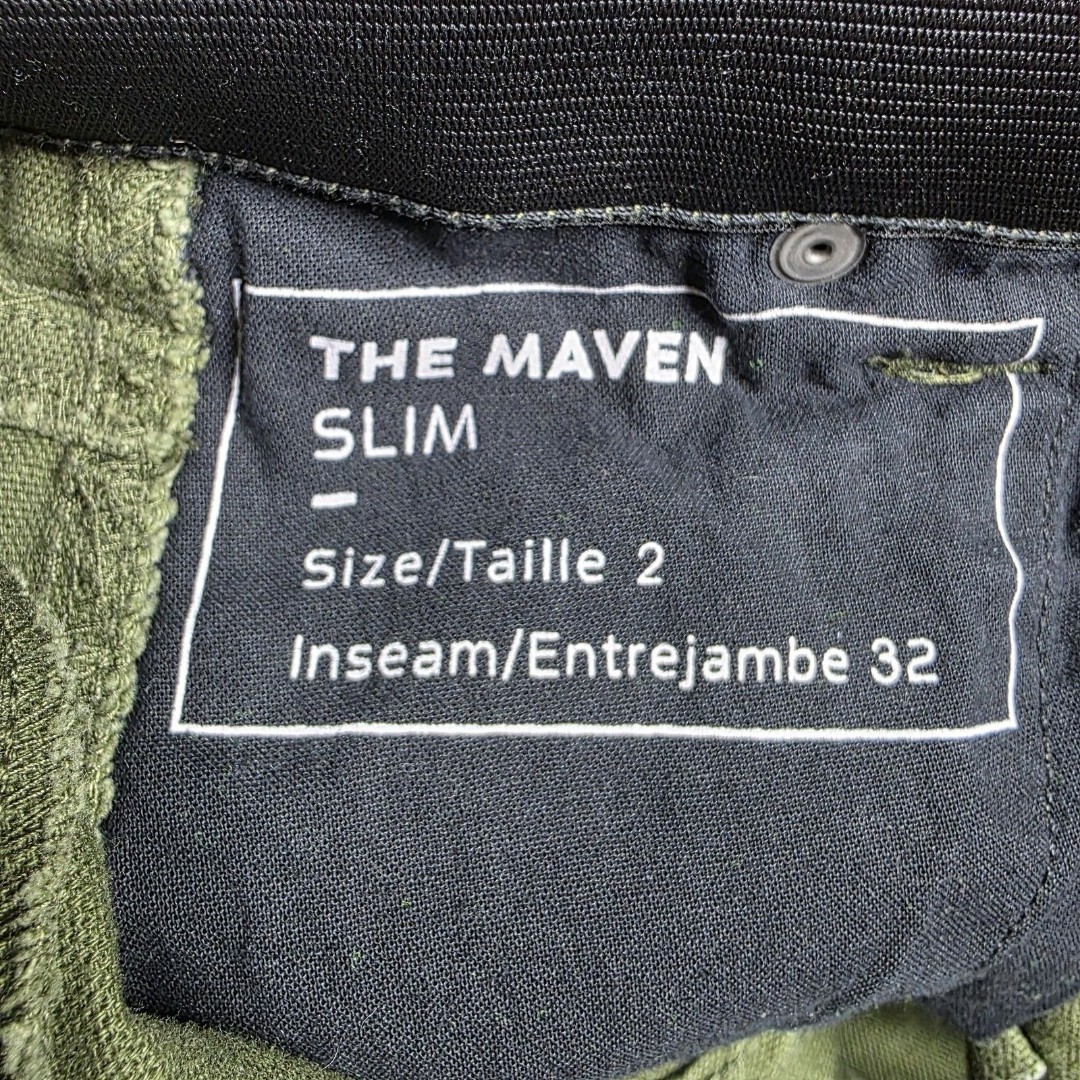 THE MAVEN
SLIM
Size/Taille 2
Inseam/Entrejambe 32